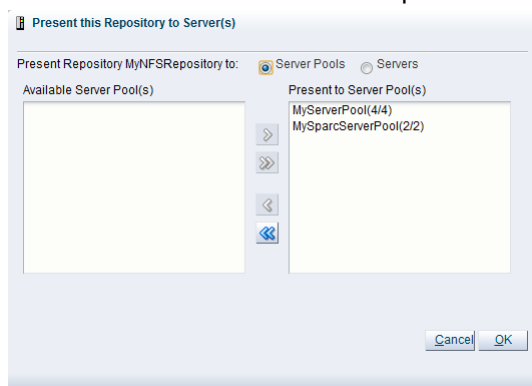 Present this Repository to Server(s)
Present Repository MyNFSRepository to: Server Pools Servers
Available Server Pool(s) Present to Server Pool(s)
MyServerPool(4/4)
MySparcServerPool(2/2)
Cancel OK